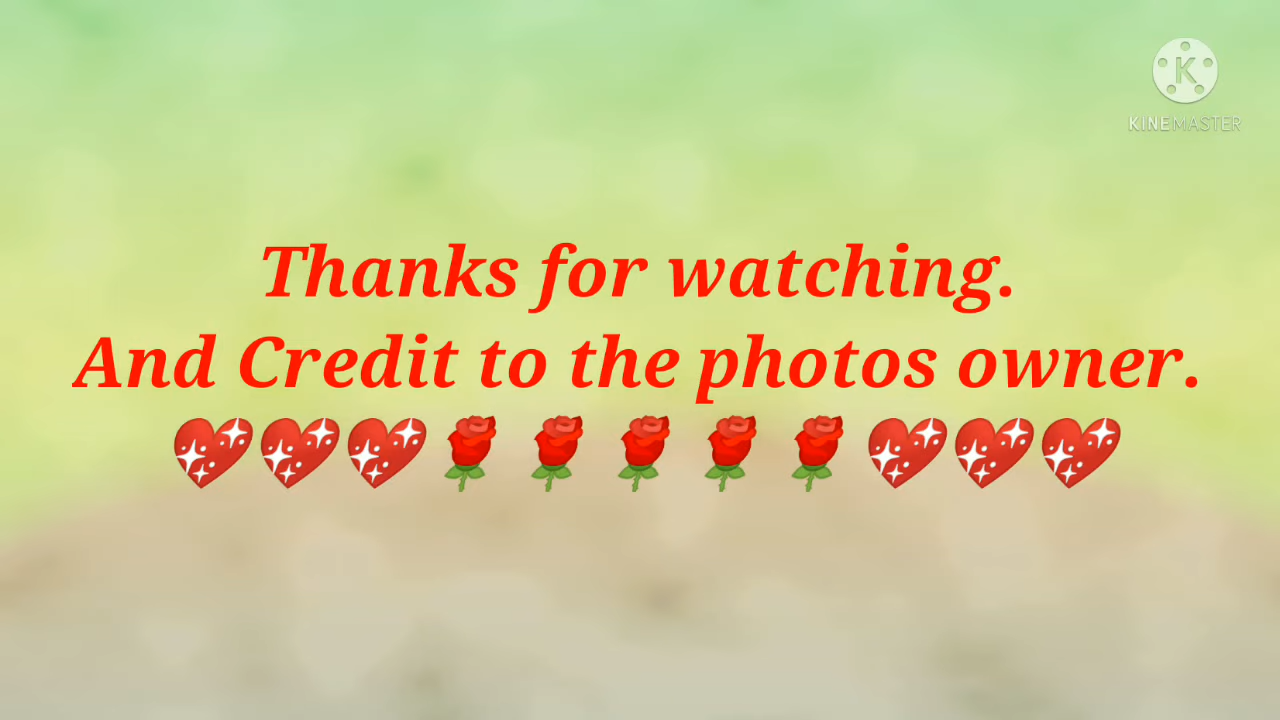 K
KINEMASTER
Thanks for watching.
And Credit to the photos owner.
💖💖💖🌹🌹🌹🌹🌹💖💖💖